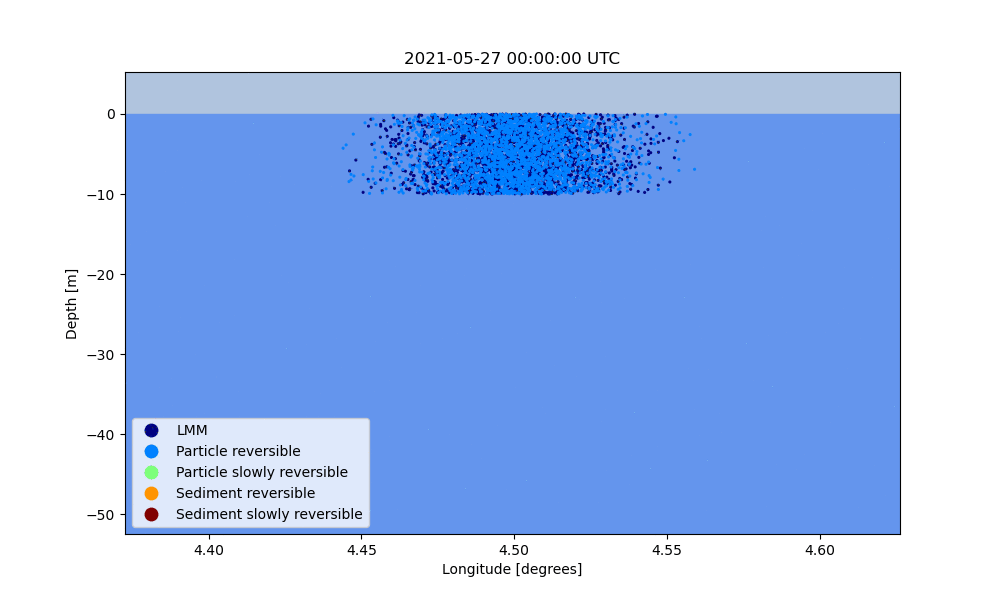 2021-05-27 00:00:00 UTC
0
−10
−20
−30
−40
−50
Depth [m]
LMM
Particle reversible
Particle slowly reversible
Sediment reversible
Sediment slowly reversible
4.40 4.45 4.50 4.55 4.60
Longitude [degrees]